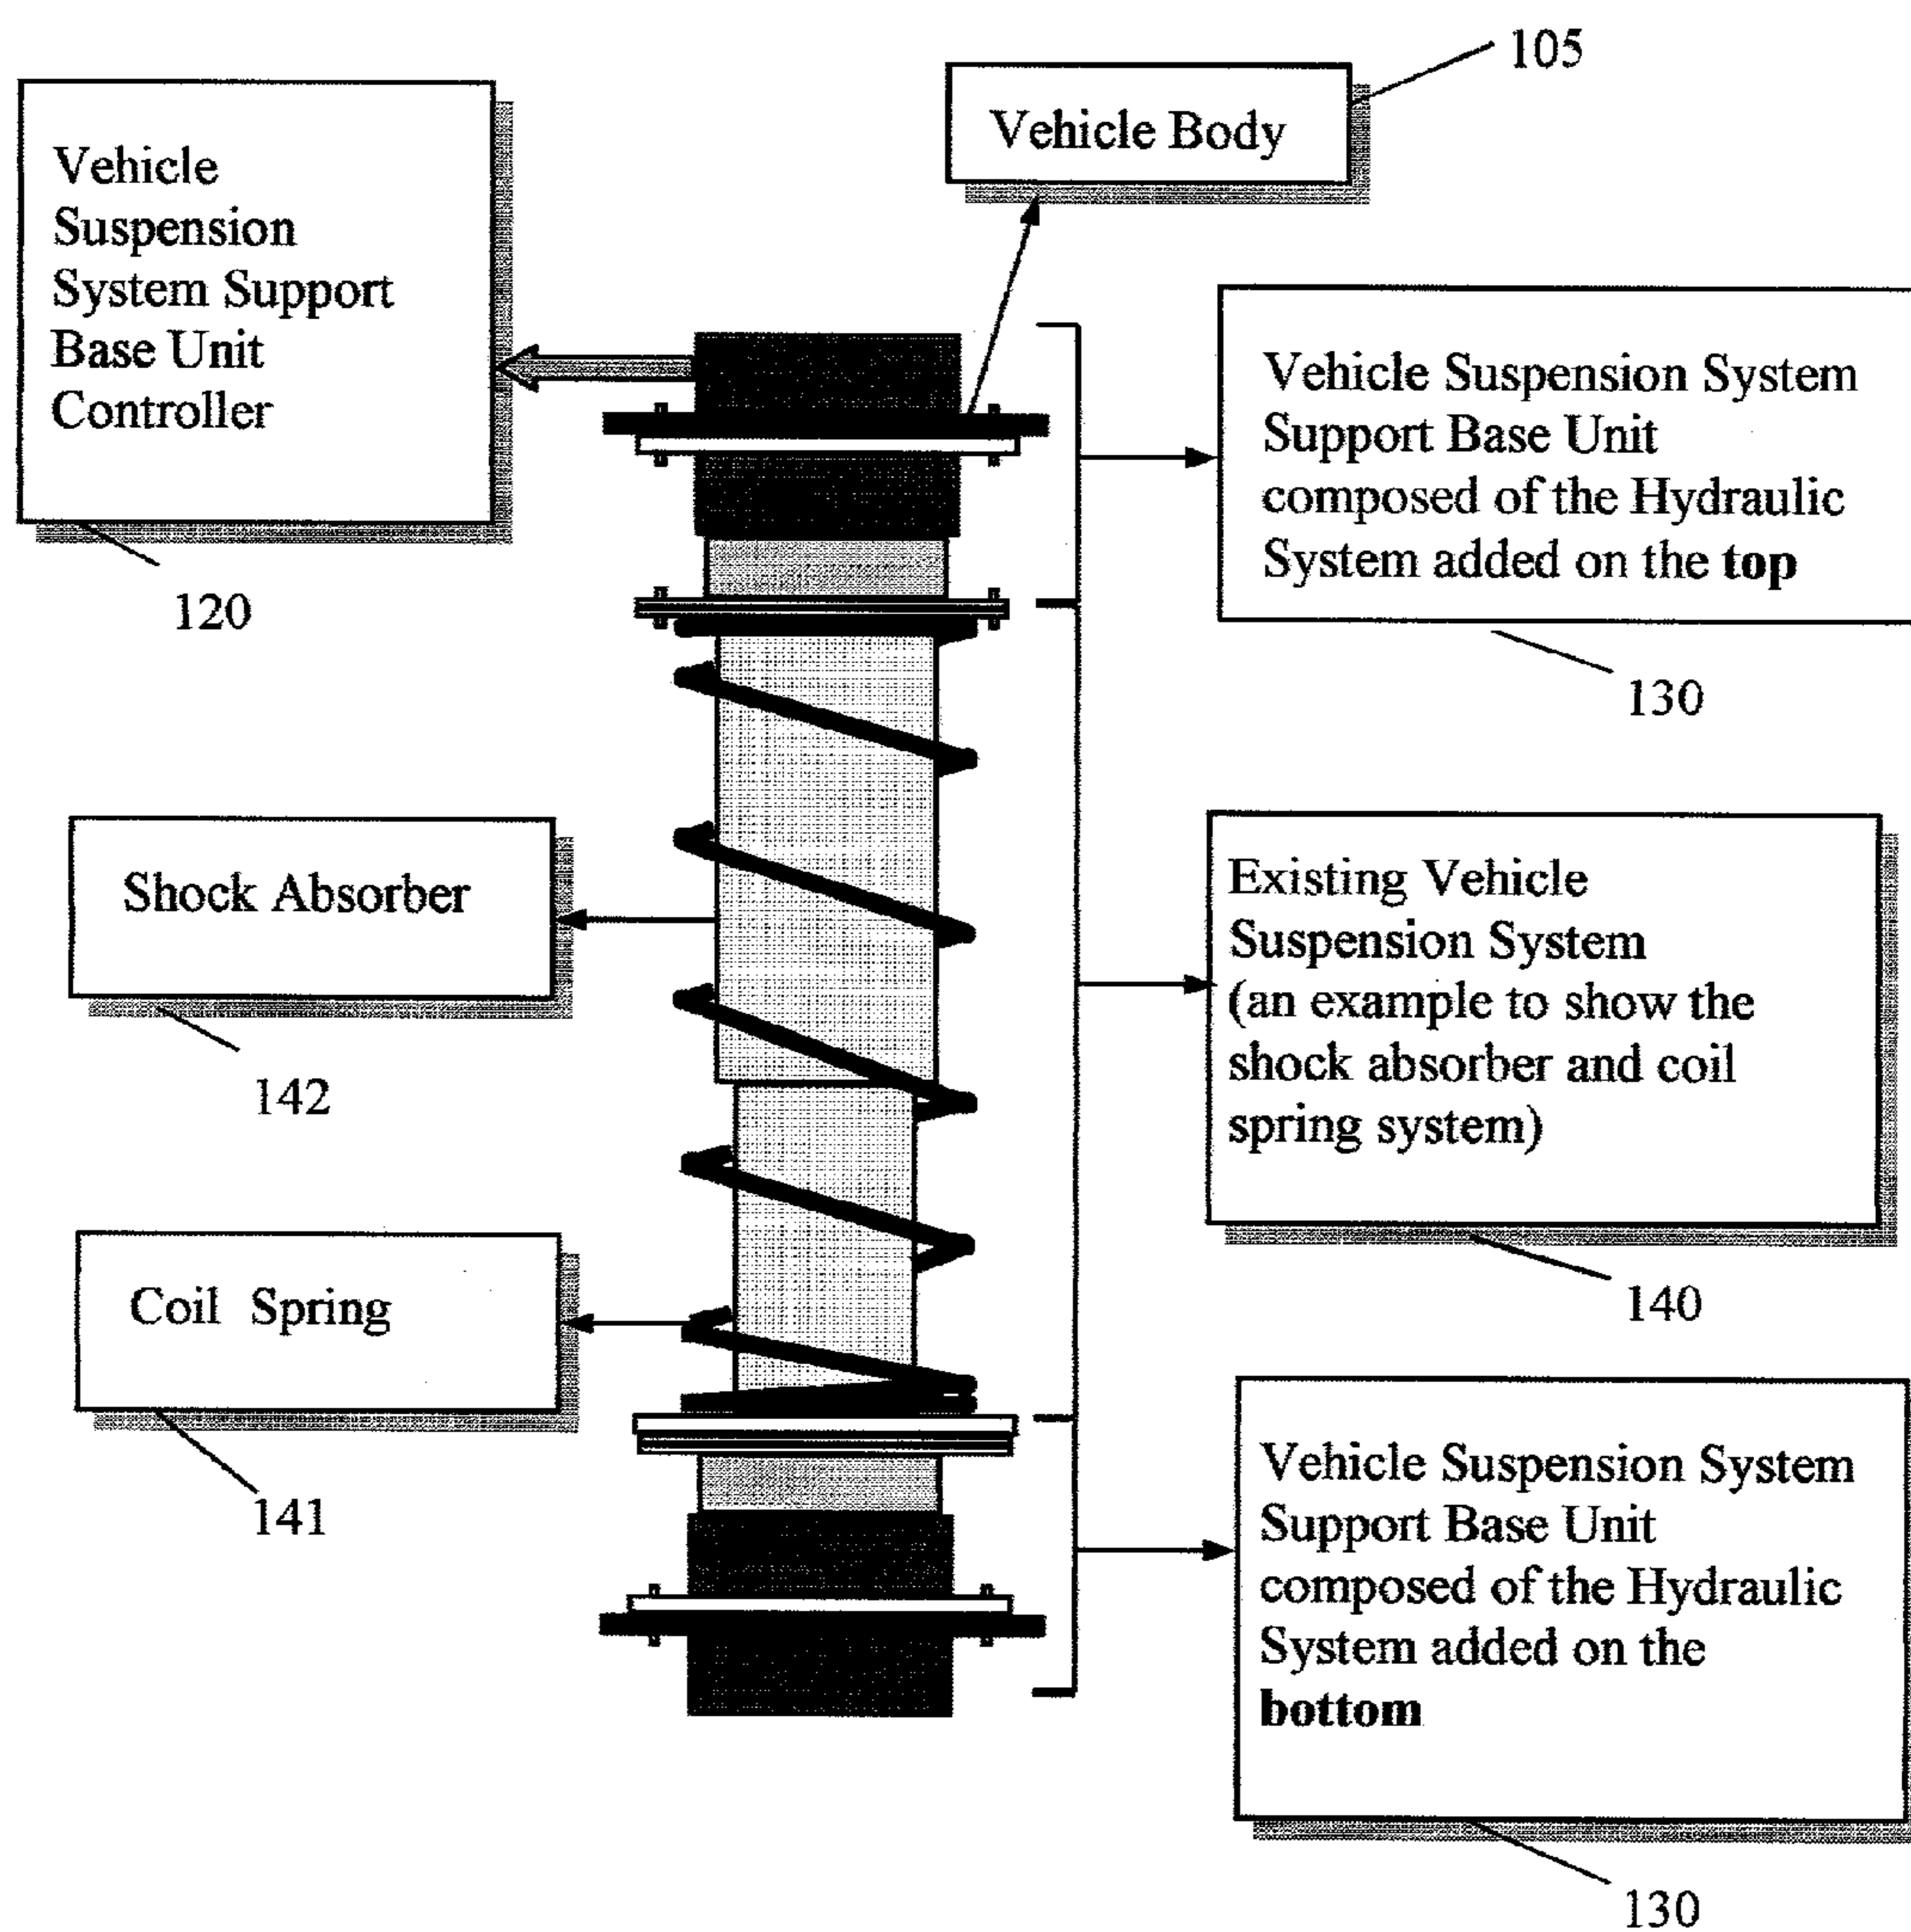 105
Vehicle Body
Vehicle
Suspension
System Support
Base Unit
Controller
120
Vehicle Suspension System
Support Base Unit
composed of the Hydraulic
System added on the top
130
Shock Absorber
142
Existing Vehicle
Suspension System
(an example to show the
shock absorber and coil
spring system)
140
Coil Spring
141
Vehicle Suspension System
Support Base Unit
composed of the Hydraulic
System added on the
bottom
130